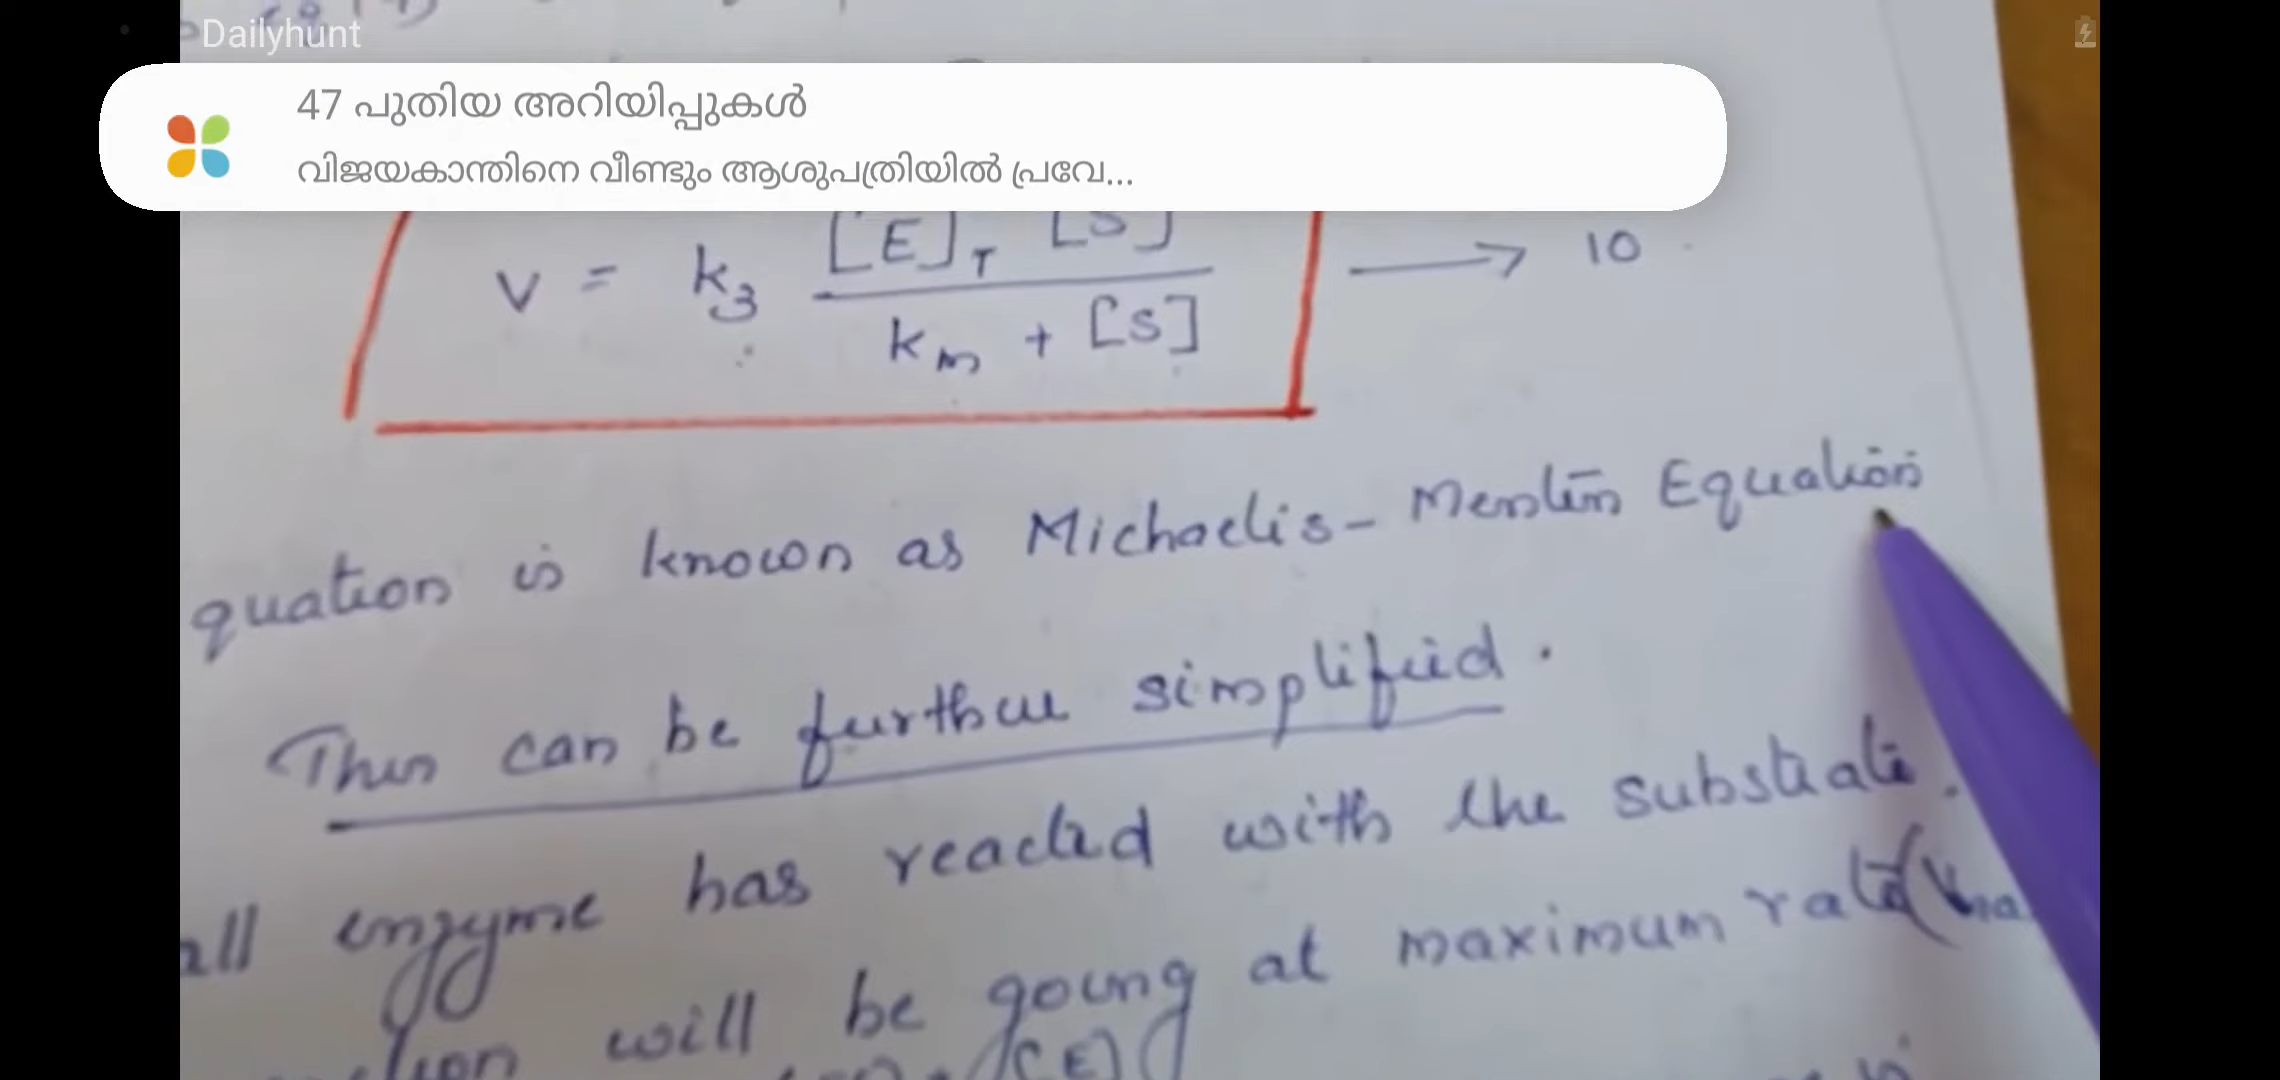 Dailyhunt
47 പുതിയ അറിയിപ്പുകൾ
വിജയകാന്തിനെ വീണ്ടും ആശുപത്രിയിൽ പ്രവേ...
V = k3 [E]T [S] / km + [S] → 10
quation is known as Michaelis - Menten Equation
This can be further simplified.
all enzyme has reacted with the substrate.
will be going at maximum rate (Vma
[E]